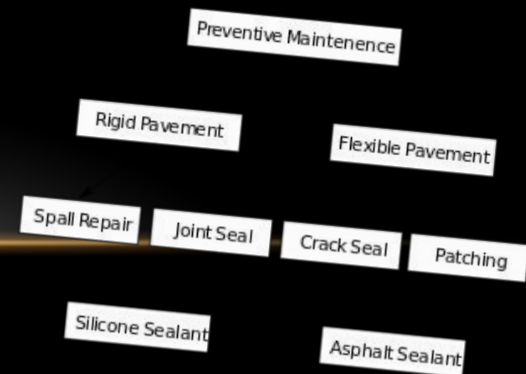 Preventive Maintenence
Rigid Pavement
Flexible Pavement
Spall Repair
Joint Seal
Crack Seal
Patching
Silicone Sealant
Asphalt Sealant